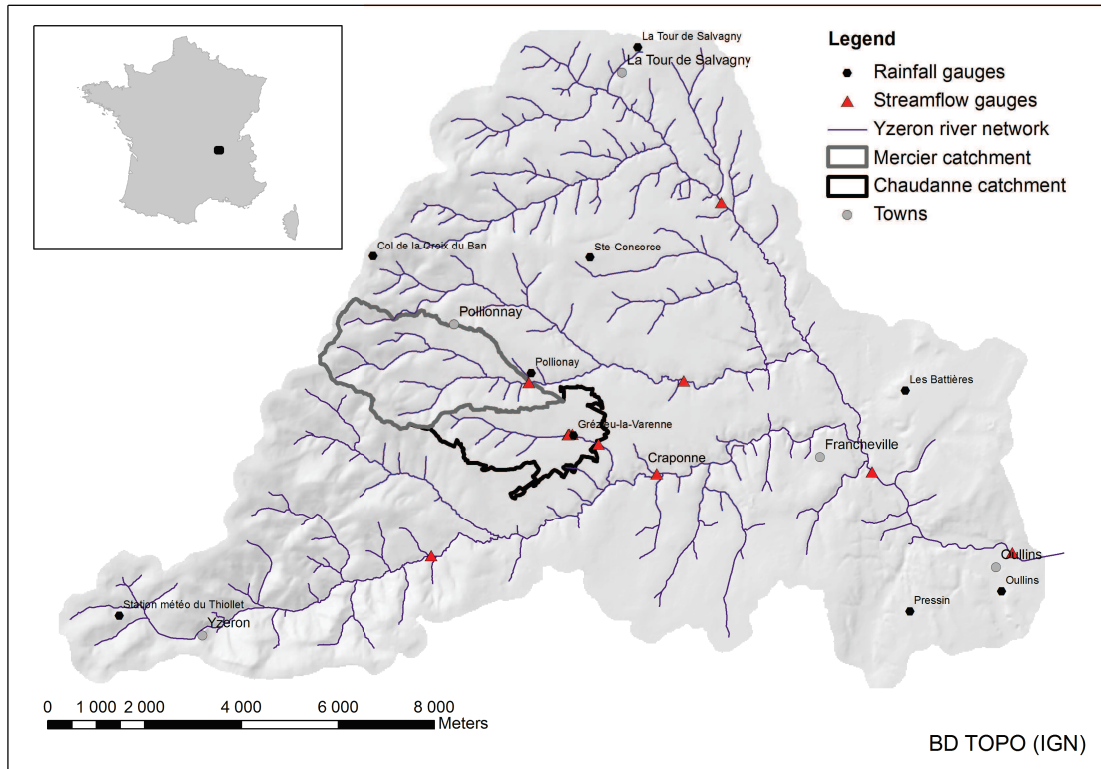 La Tour de Salvagny
La Tour de Salvagny
Legend
Rainfall gauges
Streamflow gauges
Yzeron river network
Mercier catchment
Chaudanne catchment
Towns
Col de la Croix du Ban
Ste Consorce
Pollionnay
Pollionay
Les Battières
Grézieu-la-Varenne
Craponne
Francheville
Oullins
Oullins
Pressin
Station météo du Thiollet
Yzeron
0 1 000 2 000 4 000 6 000 8 000
Meters
BD TOPO (IGN)